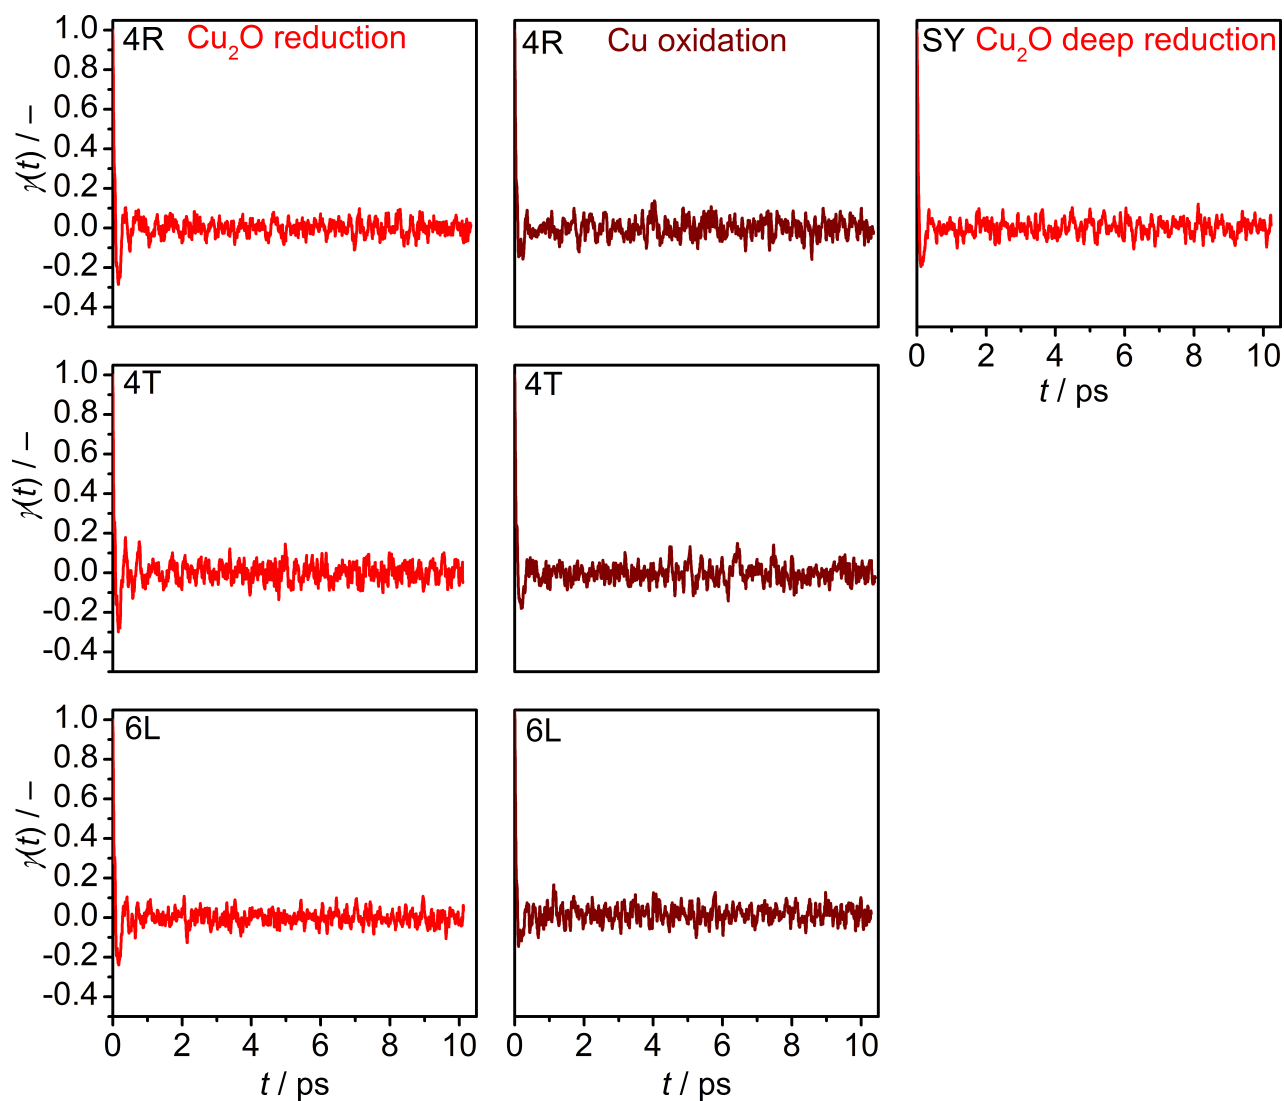 4R Cu₂O reduction
1.0
0.8
0.6
0.4
0.2
0.0
-0.2
-0.4
γ(t) / –
4R Cu oxidation
SY Cu₂O deep reduction
0 2 4 6 8 10
t / ps
4T
1.0
0.8
0.6
0.4
0.2
0.0
-0.2
-0.4
γ(t) / –
4T
6L
1.0
0.8
0.6
0.4
0.2
0.0
-0.2
-0.4
γ(t) / –
0 2 4 6 8 10
t / ps
6L
0 2 4 6 8 10
t / ps